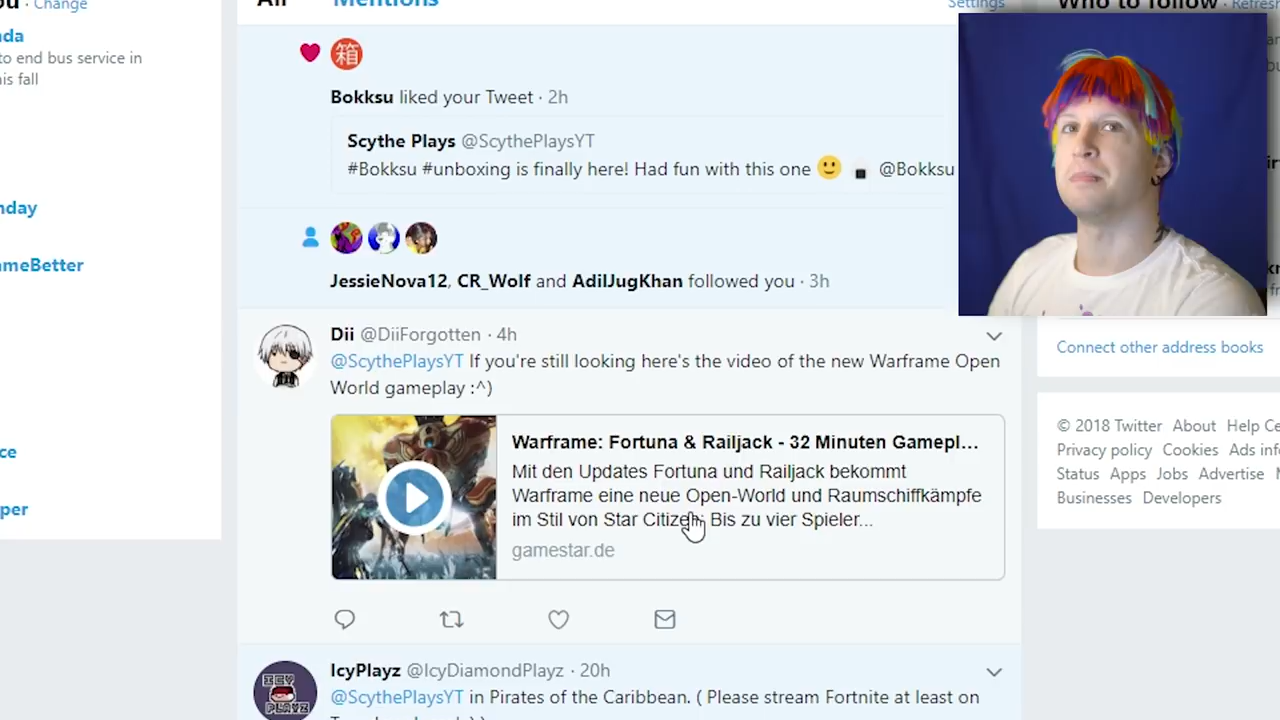 Change
All
Mentions
Settings
Who to follow · Refresh
nda
to end bus service in
his fall
箱
Bokksu liked your Tweet · 2h
Scythe Plays @ScythePlaysYT
#Bokksu #unboxing is finally here! Had fun with this one 🙂 @Bokksu
nday
JessieNova12, CR_Wolf and AdilJugKhan followed you · 3h
ameBetter
Dii @DiiForgotten · 4h
@ScythePlaysYT If you're still looking here's the video of the new Warframe Open
World gameplay :^)
Warframe: Fortuna & Railjack - 32 Minuten Gamepl...
Mit den Updates Fortuna und Railjack bekommt
Warframe eine neue Open-World und Raumschiffkämpfe
im Stil von Star Citizen: Bis zu vier Spieler...
gamestar.de
ce
per
Connect other address books
© 2018 Twitter About Help Ce
Privacy policy Cookies Ads info
Status Apps Jobs Advertise
Businesses Developers
IcyPlayz @IcyDiamondPlayz · 20h
ICY
PLAYZ
@ScythePlaysYT in Pirates of the Caribbean. ( Please stream Fortnite at least on